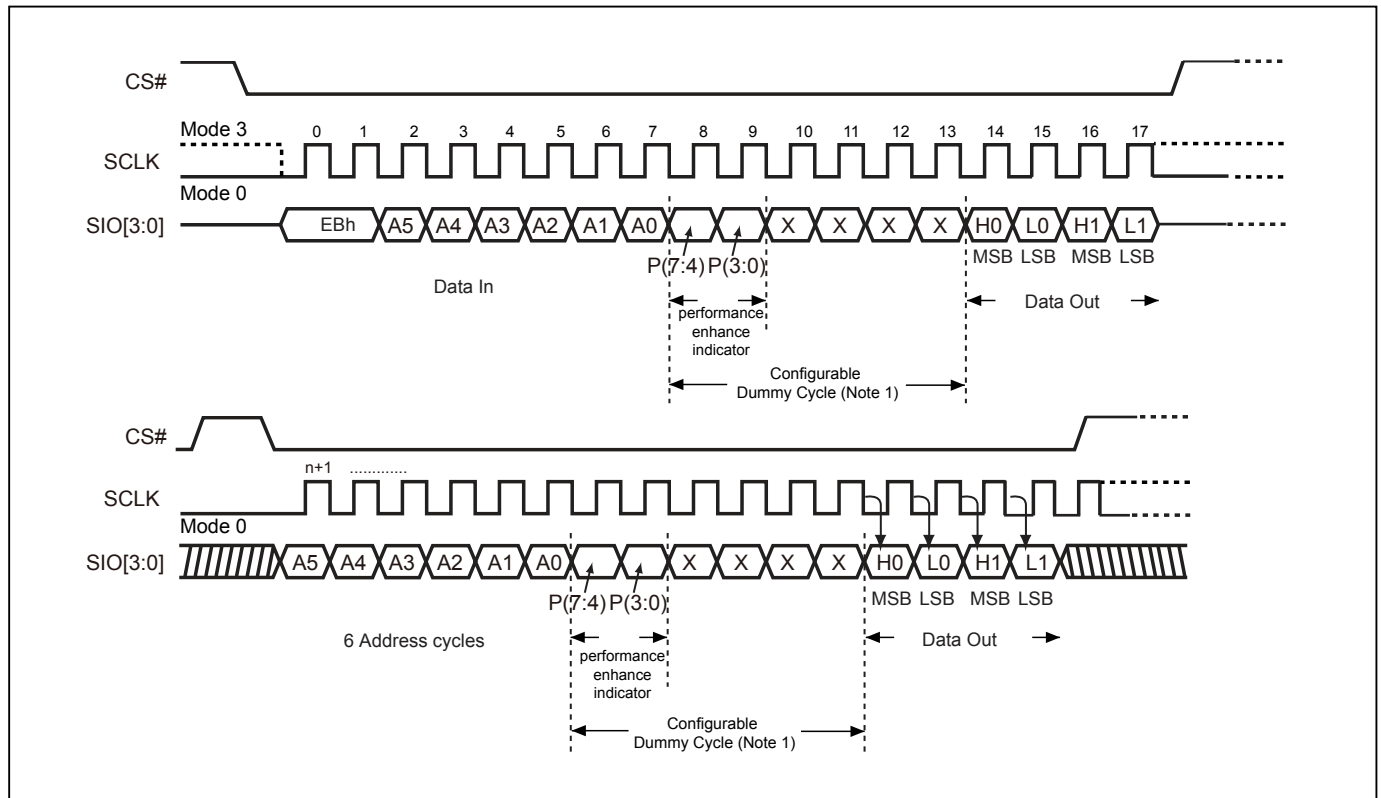 CS#
Mode 3
0 1 2 3 4 5 6 7 8 9 10 11 12 13 14 15 16 17
SCLK
Mode 0
SIO[3:0] EBh A5 A4 A3 A2 A1 A0 X X X X H0 L0 H1 L1
P(7:4) P(3:0) MSB LSB MSB LSB
Data In
Data Out
performance
enhance
indicator
Configurable
Dummy Cycle (Note 1)
CS#
n+1 .............
SCLK
Mode 0
SIO[3:0] A5 A4 A3 A2 A1 A0 X X X X H0 L0 H1 L1
P(7:4) P(3:0) MSB LSB MSB LSB
6 Address cycles
Data Out
performance
enhance
indicator
Configurable
Dummy Cycle (Note 1)